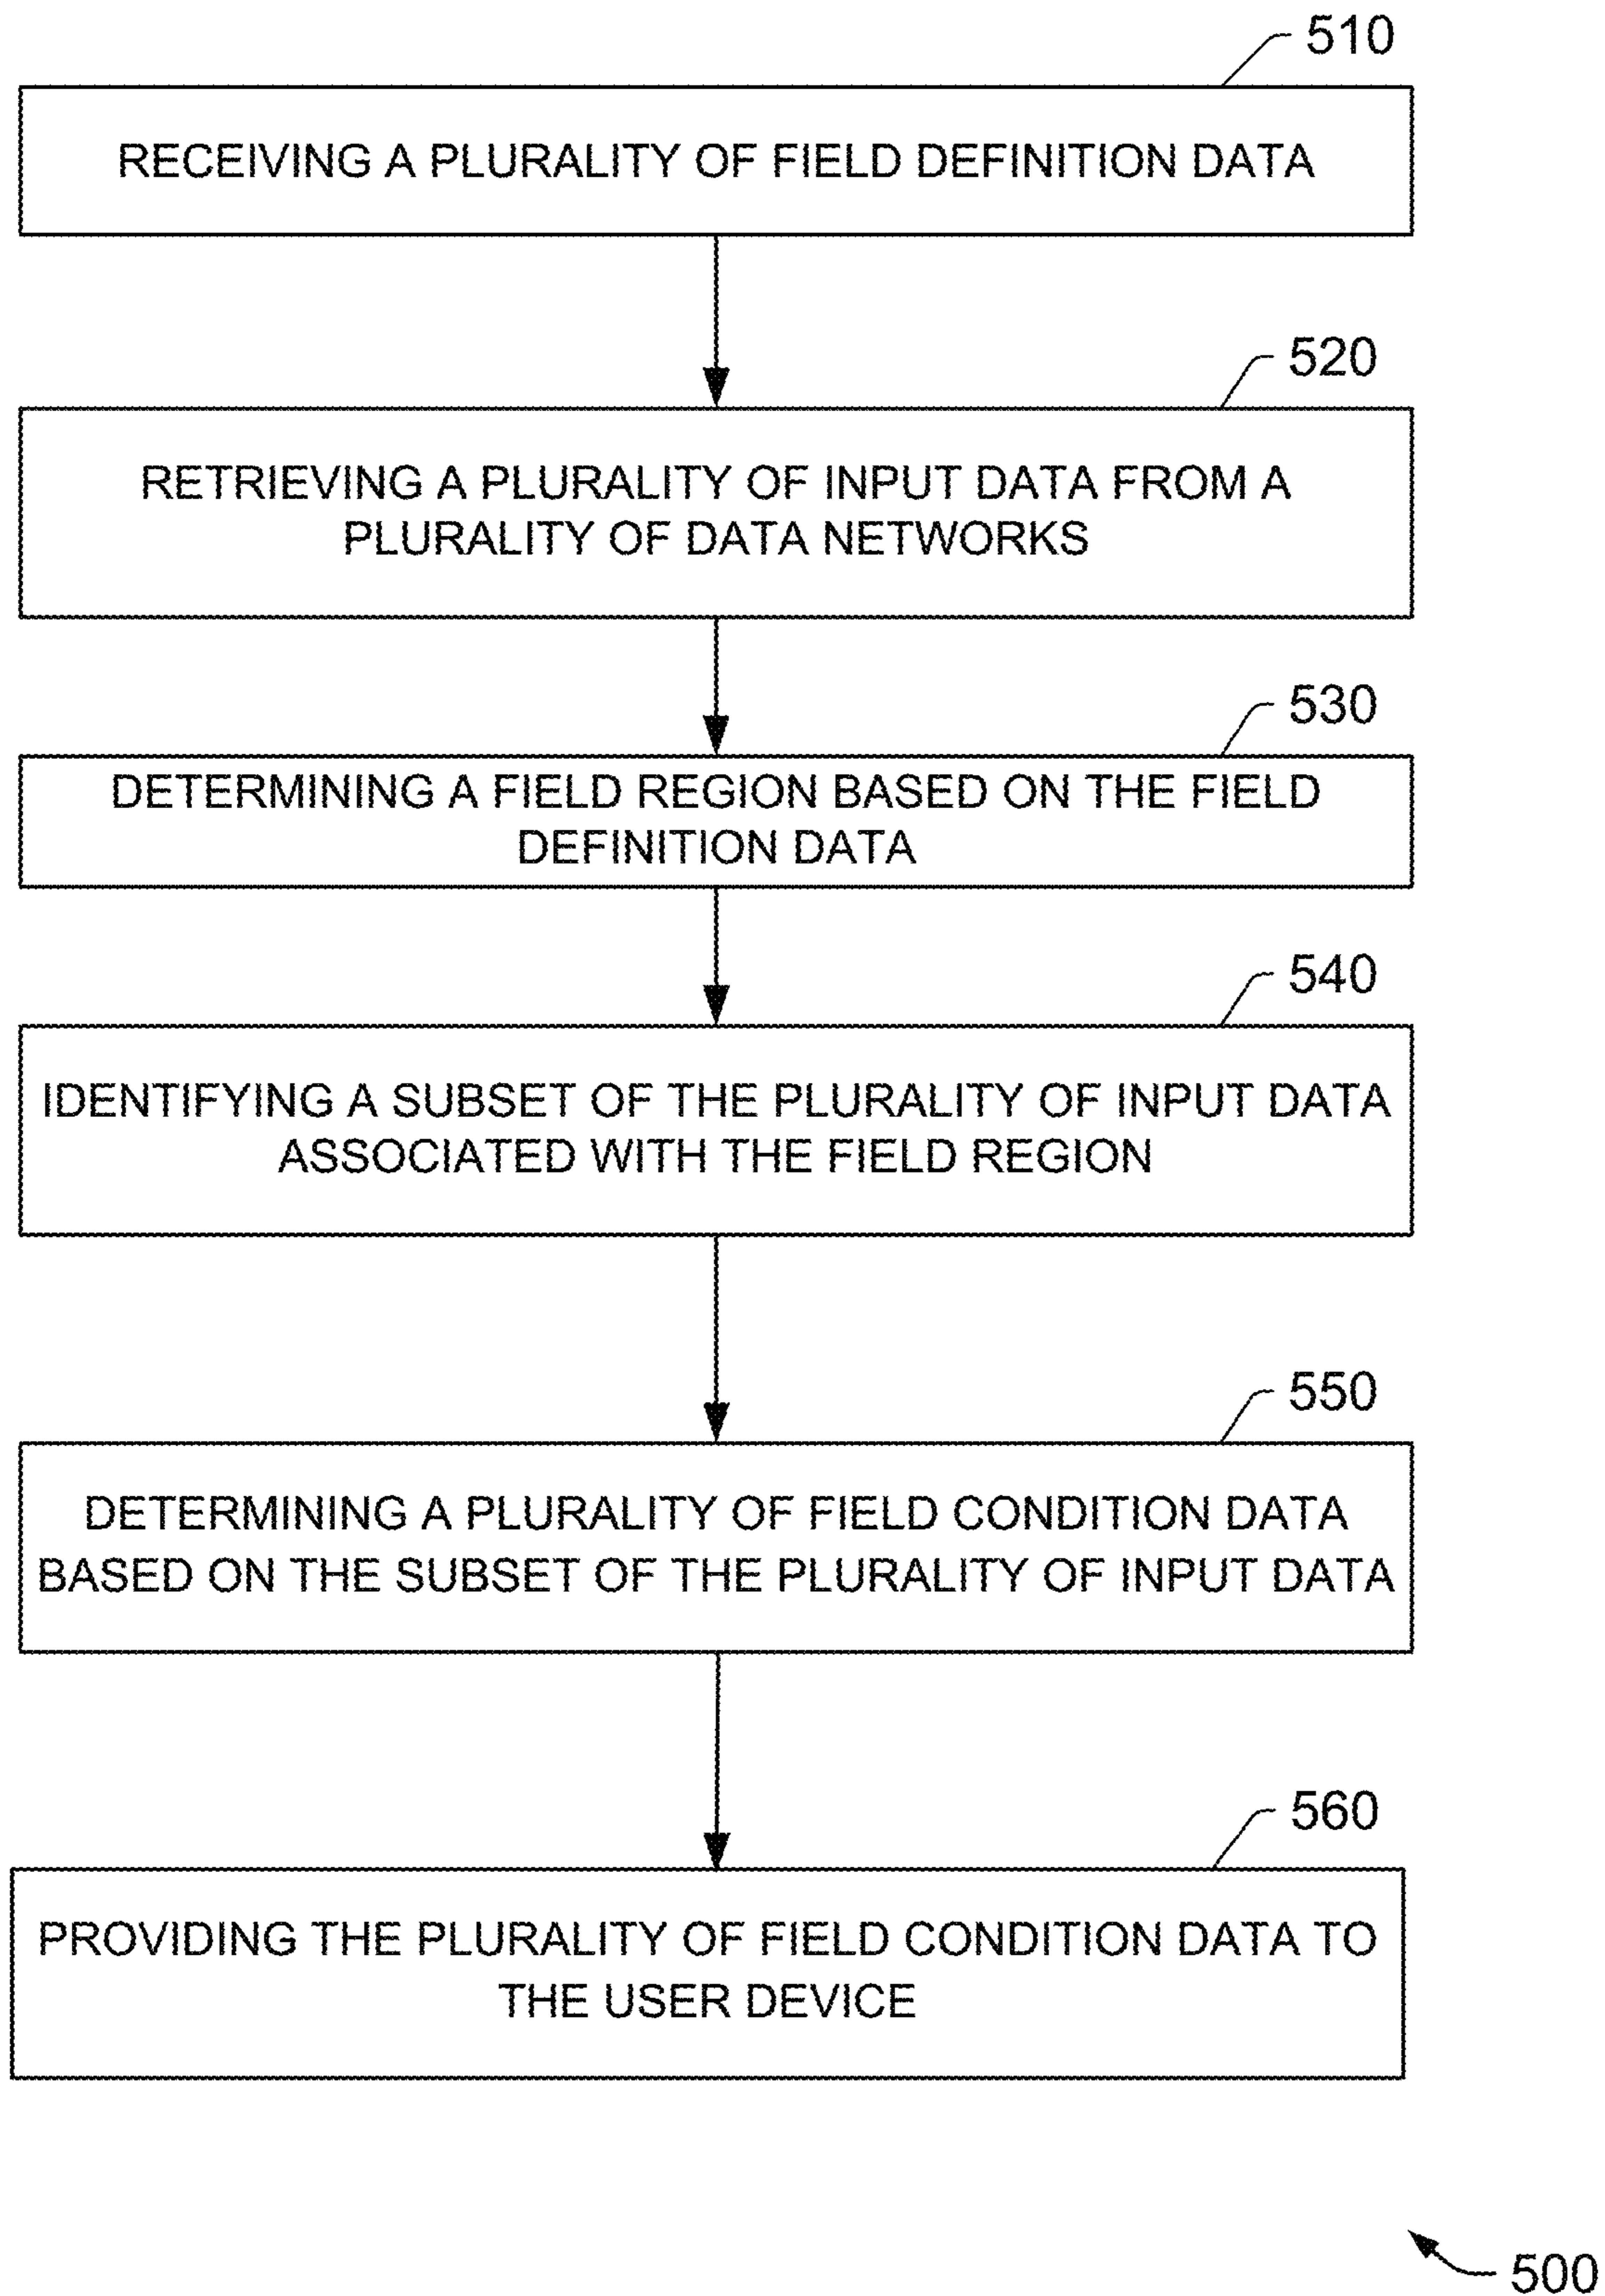 510
RECEIVING A PLURALITY OF FIELD DEFINITION DATA
520
RETRIEVING A PLURALITY OF INPUT DATA FROM A
PLURALITY OF DATA NETWORKS
530
DETERMINING A FIELD REGION BASED ON THE FIELD
DEFINITION DATA
540
IDENTIFYING A SUBSET OF THE PLURALITY OF INPUT DATA
ASSOCIATED WITH THE FIELD REGION
550
DETERMINING A PLURALITY OF FIELD CONDITION DATA
BASED ON THE SUBSET OF THE PLURALITY OF INPUT DATA
560
PROVIDING THE PLURALITY OF FIELD CONDITION DATA TO
THE USER DEVICE
500